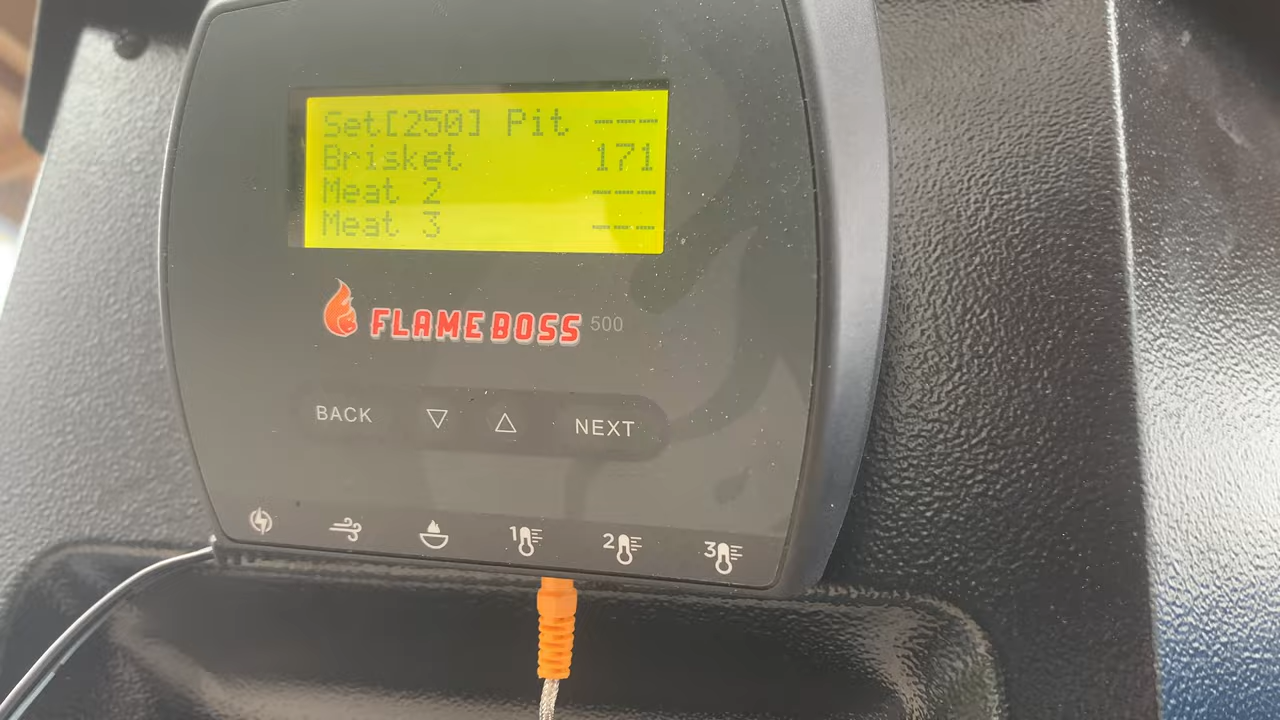 Set[250] Pit ---
Brisket 171
Meat 2 ---
Meat 3 ---
FLAME BOSS 500
BACK NEXT
1 2 3